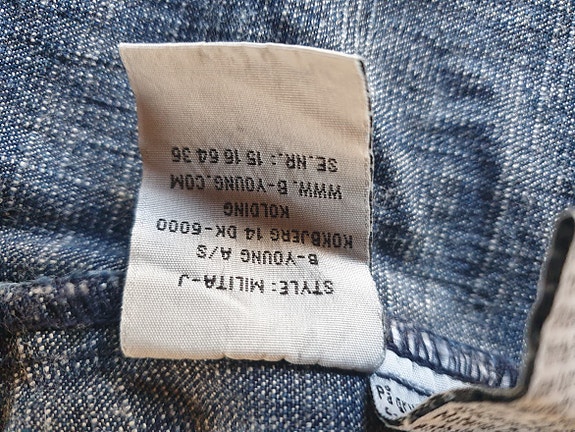 STYLE: MILITA-J
B-YOUNG A/S
KOKBJERG 14 DK-6000
KOLDING
WWW.B-YOUNG.COM
SE.NR.: 15 16 64 36